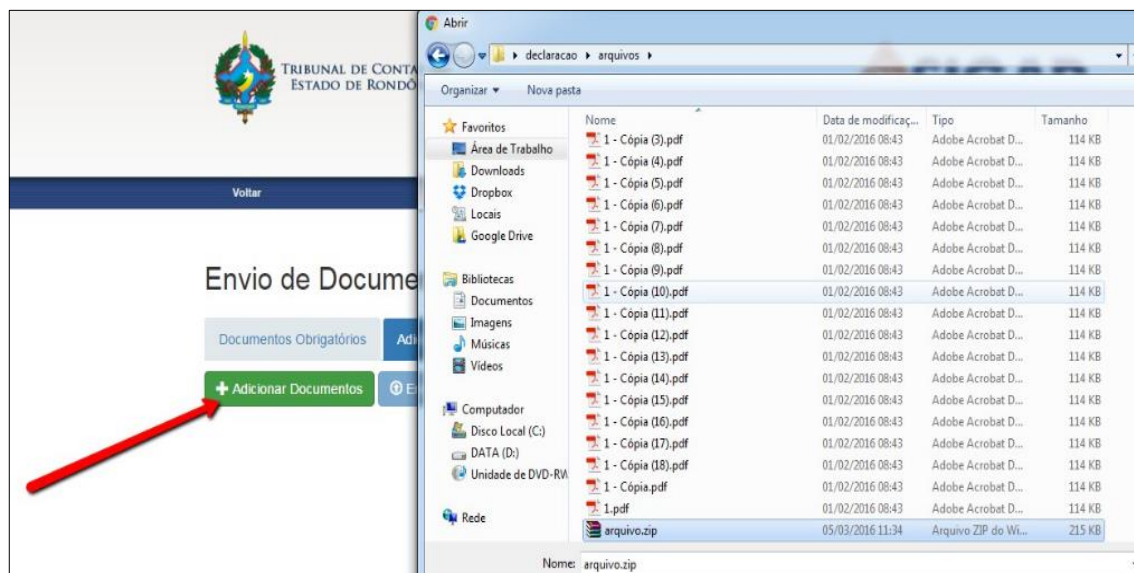 TRIBUNAL DE CONTA
ESTADO DE RONDÔ
Voltar
Envio de Docume
Documentos Obrigatórios
Adi
Adicionar Documentos
Abrir
declaracao
arquivos
Organizar
Nova pasta
Favoritos
Área de Trabalho
Downloads
Dropbox
Locais
Google Drive
Bibliotecas
Documentos
Imagens
Músicas
Vídeos
Computador
Disco Local (C:)
DATA (D:)
Unidade de DVD-RW
Rede
Nome Data de modificaç... Tipo Tamanho
1 - Cópia (3).pdf 01/02/2016 08:43 Adobe Acrobat D... 114 KB
1 - Cópia (4).pdf 01/02/2016 08:43 Adobe Acrobat D... 114 KB
1 - Cópia (5).pdf 01/02/2016 08:43 Adobe Acrobat D... 114 KB
1 - Cópia (6).pdf 01/02/2016 08:43 Adobe Acrobat D... 114 KB
1 - Cópia (7).pdf 01/02/2016 08:43 Adobe Acrobat D... 114 KB
1 - Cópia (8).pdf 01/02/2016 08:43 Adobe Acrobat D... 114 KB
1 - Cópia (9).pdf 01/02/2016 08:43 Adobe Acrobat D... 114 KB
1 - Cópia (10).pdf 01/02/2016 08:43 Adobe Acrobat D... 114 KB
1 - Cópia (11).pdf 01/02/2016 08:43 Adobe Acrobat D... 114 KB
1 - Cópia (12).pdf 01/02/2016 08:43 Adobe Acrobat D... 114 KB
1 - Cópia (13).pdf 01/02/2016 08:43 Adobe Acrobat D... 114 KB
1 - Cópia (14).pdf 01/02/2016 08:43 Adobe Acrobat D... 114 KB
1 - Cópia (15).pdf 01/02/2016 08:43 Adobe Acrobat D... 114 KB
1 - Cópia (16).pdf 01/02/2016 08:43 Adobe Acrobat D... 114 KB
1 - Cópia (17).pdf 01/02/2016 08:43 Adobe Acrobat D... 114 KB
1 - Cópia (18).pdf 01/02/2016 08:43 Adobe Acrobat D... 114 KB
1 - Cópia.pdf 01/02/2016 08:43 Adobe Acrobat D... 114 KB
1.pdf 01/02/2016 08:43 Adobe Acrobat D... 114 KB
arquivo.zip 05/03/2016 11:34 Arquivo ZIP do Wi... 215 KB
Nome: arquivo.zip